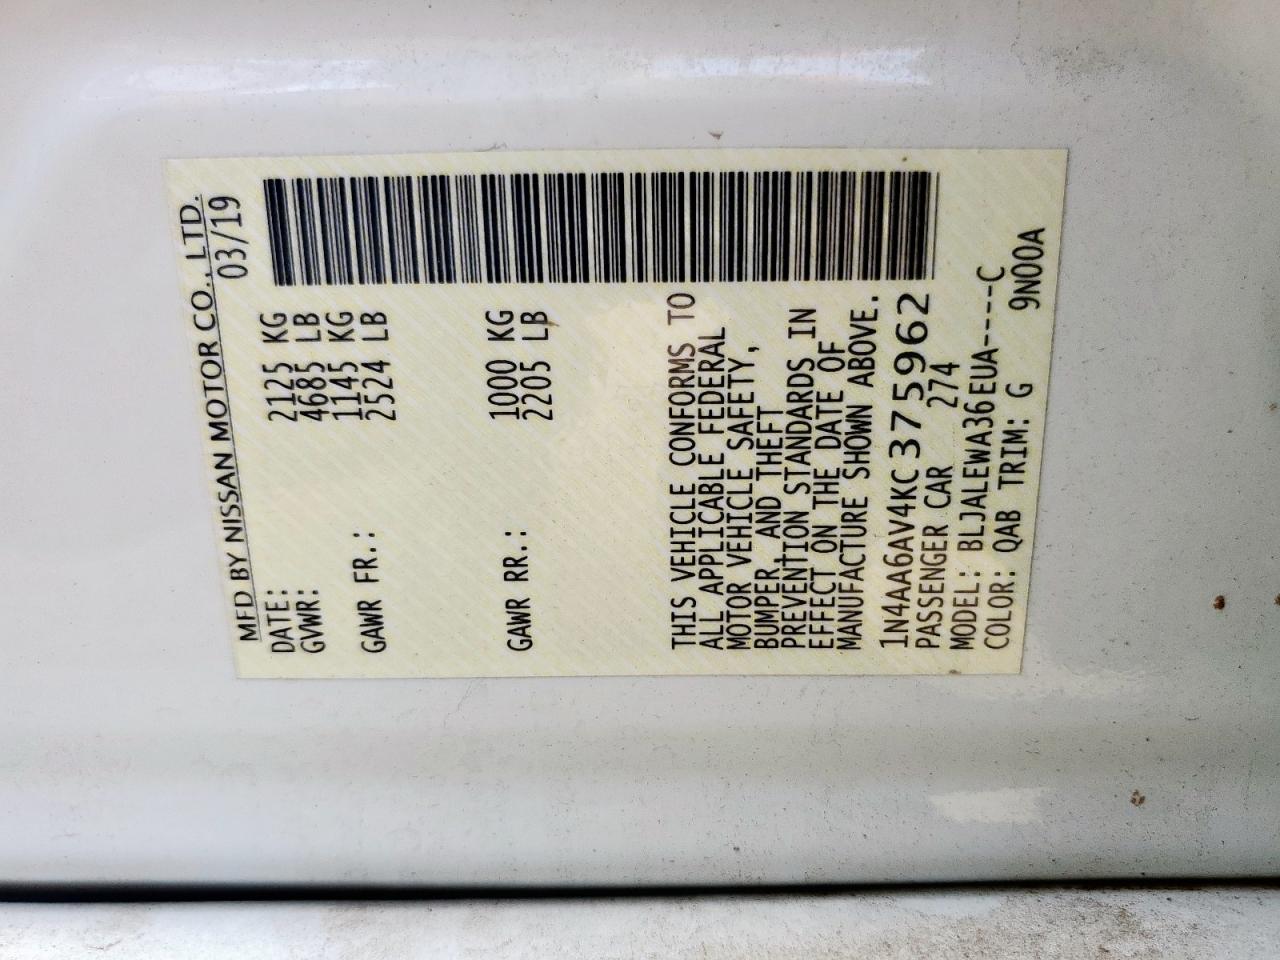 MFD BY NISSAN MOTOR CO., LTD.
DATE: 03/19
GVWR: 2125 KG
4685 LB
1145 KG
GAWR FR.: 2524 LB
1000 KG
GAWR RR.: 2205 LB
THIS VEHICLE CONFORMS TO
ALL APPLICABLE FEDERAL
MOTOR VEHICLE SAFETY,
BUMPER, AND THEFT
PREVENTION STANDARDS IN
EFFECT ON THE DATE OF
MANUFACTURE SHOWN ABOVE.
1N4AA6AV4KC375962
PASSENGER CAR 274
MODEL: BLJALEWA36EUA----C
COLOR: QAB TRIM: G 9N00A